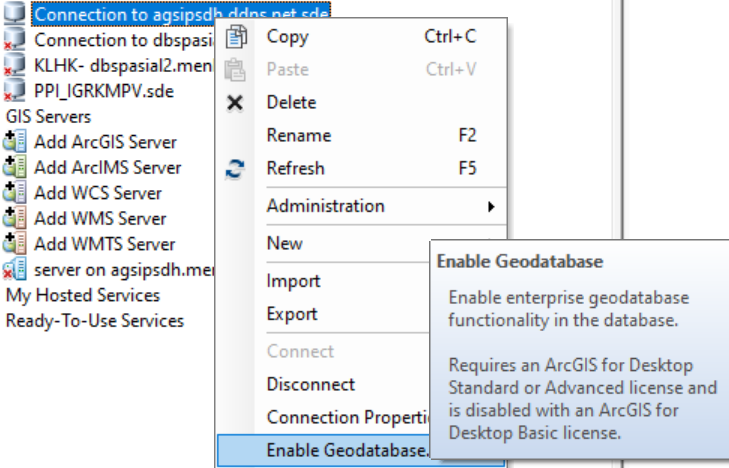 Connection to agsipsdh.ddns.net.sde
Connection to dbspasi
KLHK- dbspasial2.men
PPI_IGRKMPV.sde
GIS Servers
Add ArcGIS Server
Add ArcIMS Server
Add WCS Server
Add WMS Server
Add WMTS Server
server on agsipsdh.me
My Hosted Services
Ready-To-Use Services
Copy Ctrl+C
Paste Ctrl+V
Delete
Rename F2
Refresh F5
Administration
New
Import
Export
Connect
Disconnect
Connection Properti
Enable Geodatabase.
Enable Geodatabase
Enable enterprise geodatabase
functionality in the database.
Requires an ArcGIS for Desktop
Standard or Advanced license and
is disabled with an ArcGIS for
Desktop Basic license.